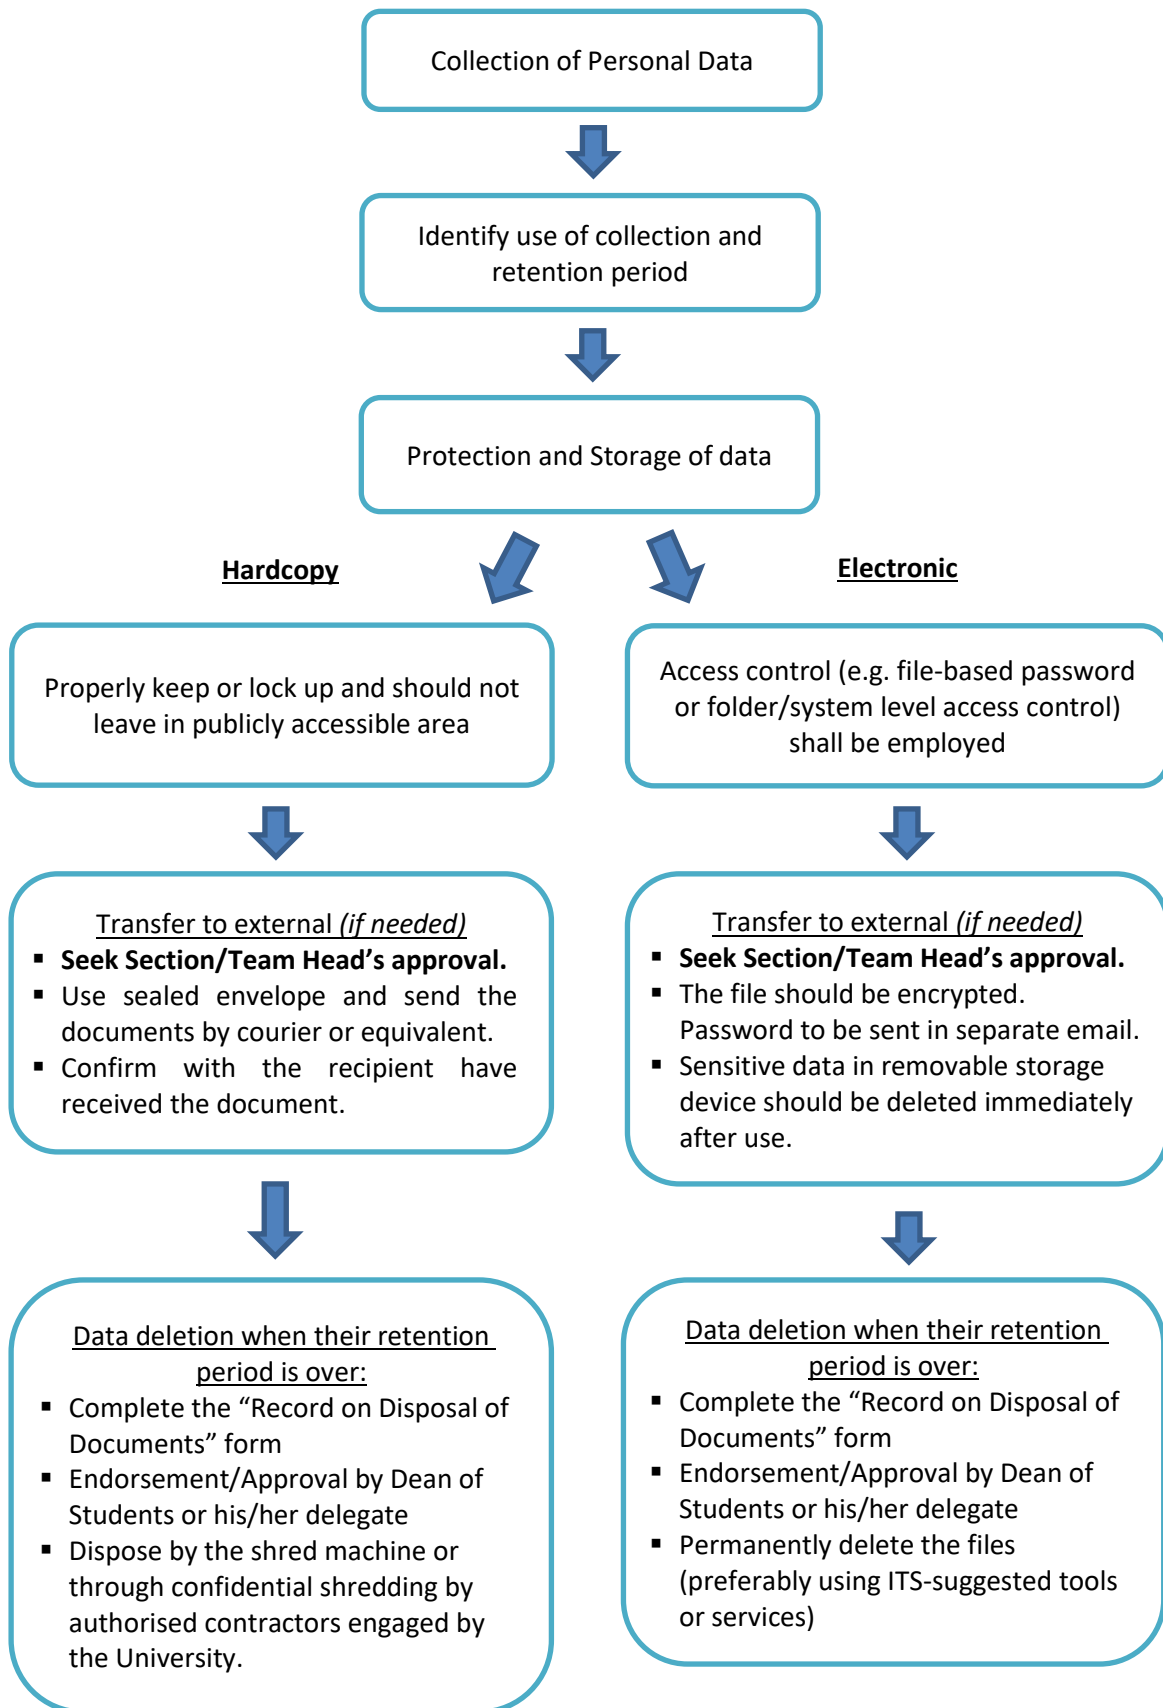 Collection of Personal Data
Identify use of collection and
retention period
Protection and Storage of data
Hardcopy
Electronic
Properly keep or lock up and should not
leave in publicly accessible area
Access control (e.g. file-based password
or folder/system level access control)
shall be employed
Transfer to external (if needed)
▪ Seek Section/Team Head’s approval.
▪ Use sealed envelope and send the
documents by courier or equivalent.
▪ Confirm with the recipient have
received the document.
Transfer to external (if needed)
▪ Seek Section/Team Head’s approval.
▪ The file should be encrypted.
Password to be sent in separate email.
▪ Sensitive data in removable storage
device should be deleted immediately
after use.
Data deletion when their retention
period is over:
▪ Complete the “Record on Disposal of
Documents” form
▪ Endorsement/Approval by Dean of
Students or his/her delegate
▪ Dispose by the shred machine or
through confidential shredding by
authorised contractors engaged by
the University.
Data deletion when their retention
period is over:
▪ Complete the “Record on Disposal of
Documents” form
▪ Endorsement/Approval by Dean of
Students or his/her delegate
▪ Permanently delete the files
(preferably using ITS-suggested tools
or services)